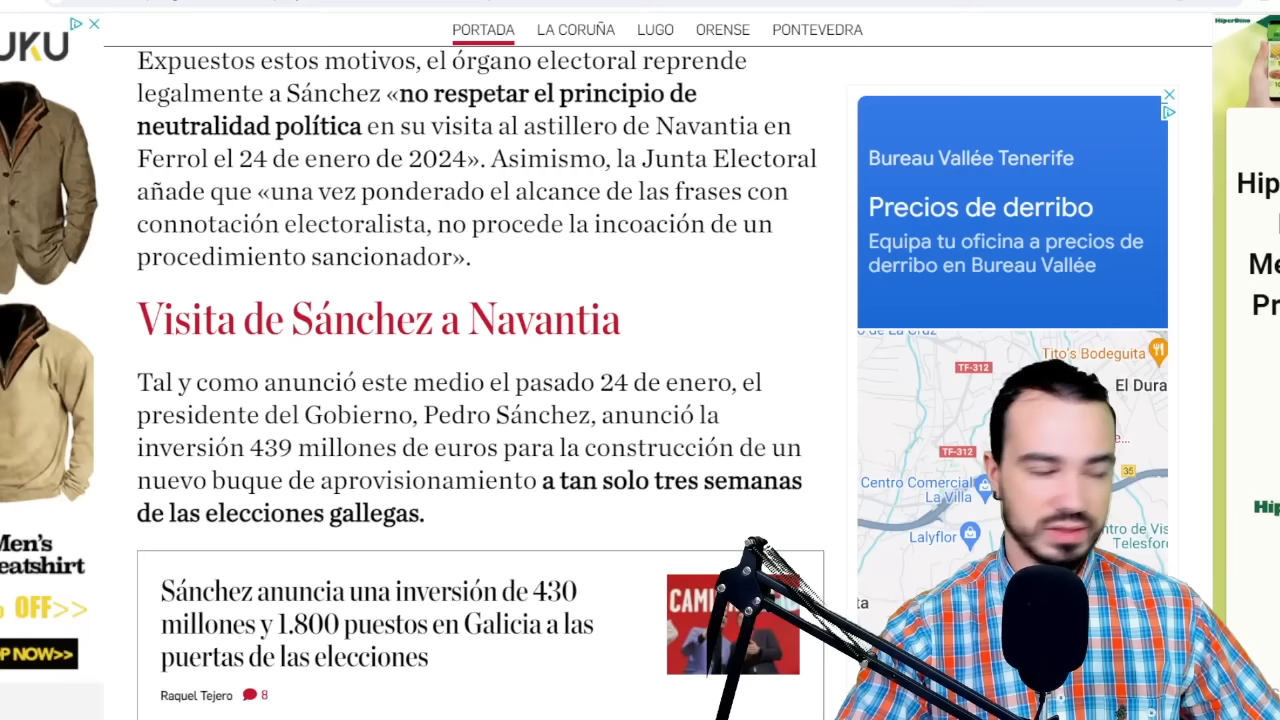 PORTADA LA CORUÑA LUGO ORENSE PONTEVEDRA
Expuestos estos motivos, el órgano electoral reprende
legalmente a Sánchez «no respetar el principio de
neutralidad política en su visita al astillero de Navantia en
Ferrol el 24 de enero de 2024». Asimismo, la Junta Electoral
añade que «una vez ponderado el alcance de las frases con
connotación electoralista, no procede la incoación de un
procedimiento sancionador».
Visita de Sánchez a Navantia
Tal y como anunció este medio el pasado 24 de enero, el
presidente del Gobierno, Pedro Sánchez, anunció la
inversión 439 millones de euros para la construcción de un
nuevo buque de aprovisionamiento a tan solo tres semanas
de las elecciones gallegas.
Sánchez anuncia una inversión de 430
millones y 1.800 puestos en Galicia a las
puertas de las elecciones
Raquel Tejero 8
OFF>>
Bureau Vallée Tenerife
Precios de derribo
Equipa tu oficina a precios de
derribo en Bureau Vallée
Tito's Bodeguita
TF-312
El Dura
TF-312
35
Centro Comercial
La Villa
Lalyflor
HiperDino